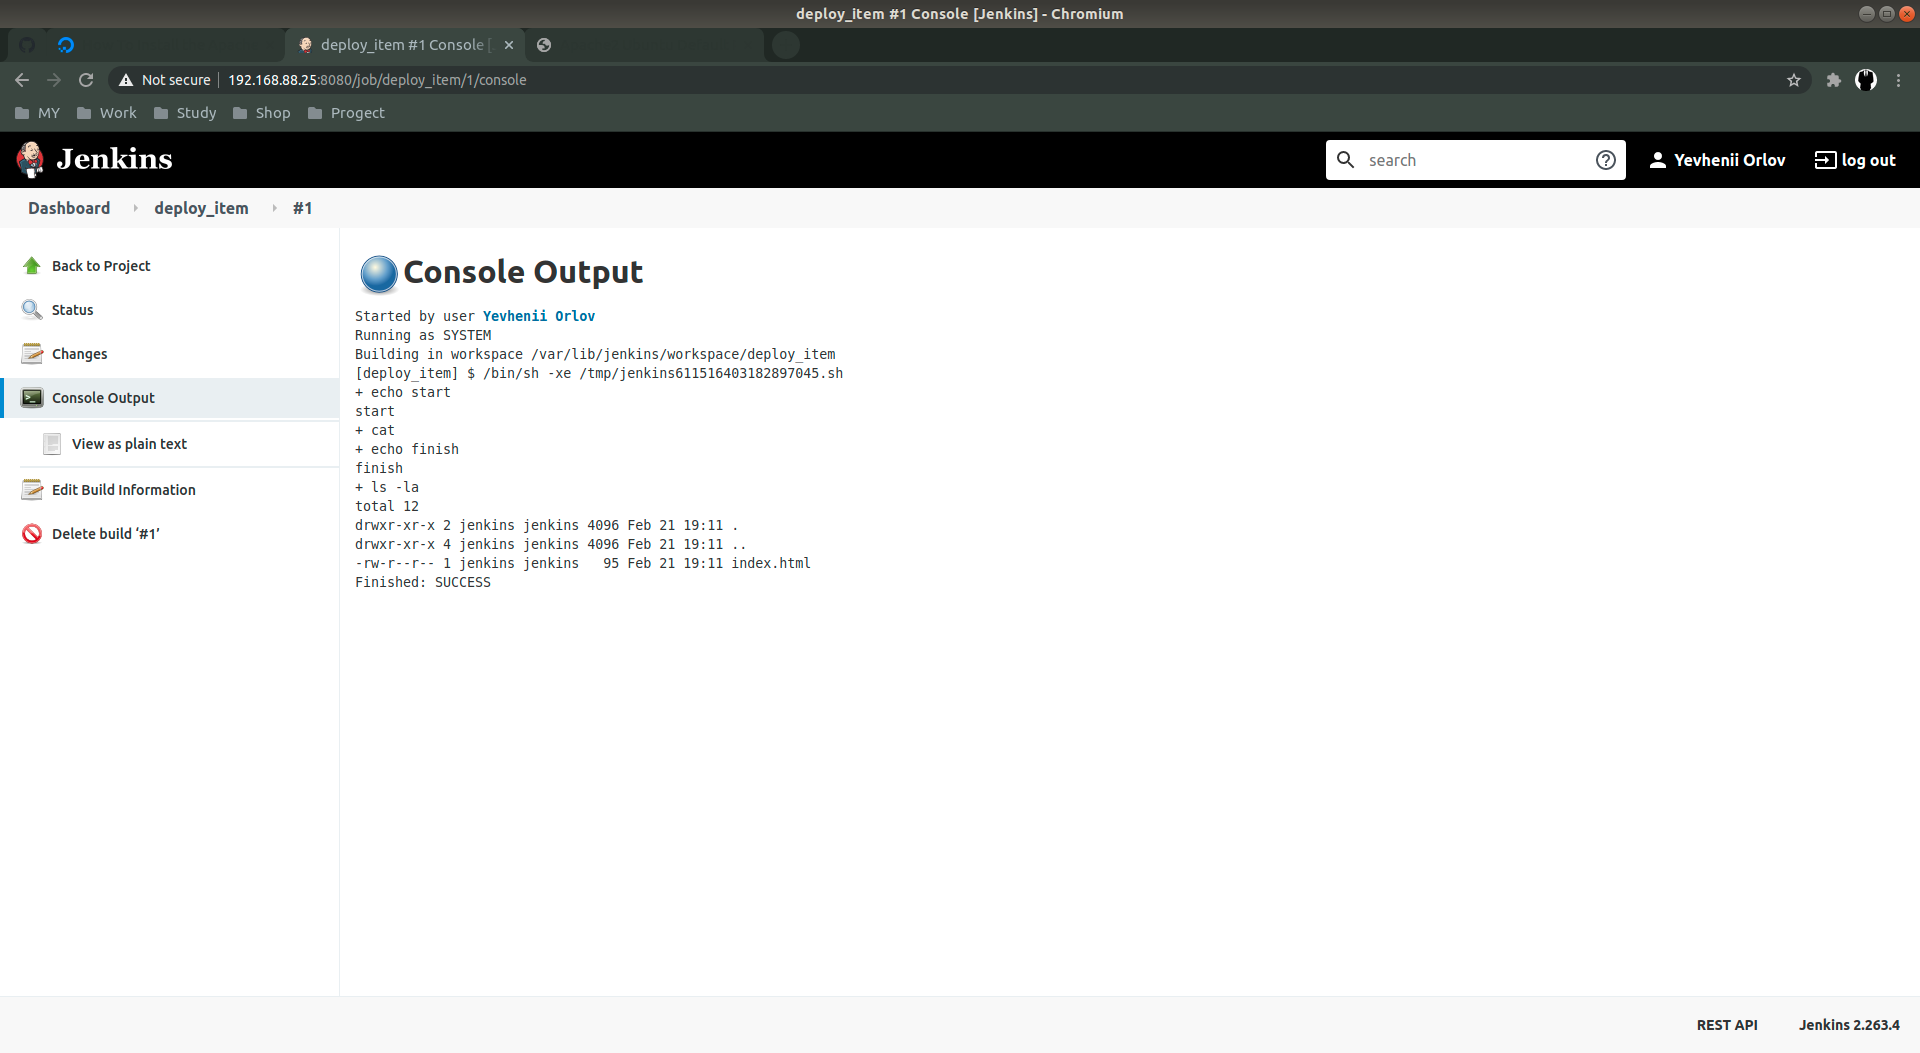 deploy_item #1 Console [Jenkins] - Chromium
deploy_item #1 Console [
Not secure
192.168.88.25:8080/job/deploy_item/1/console
MY
Work
Study
Shop
Progect
Jenkins
search
Yevhenii Orlov
log out
Dashboard
deploy_item
#1
Back to Project
Status
Changes
Console Output
View as plain text
Edit Build Information
Delete build ‘#1’
Console Output
Started by user Yevhenii Orlov
Running as SYSTEM
Building in workspace /var/lib/jenkins/workspace/deploy_item
[deploy_item] $ /bin/sh -xe /tmp/jenkins611516403182897045.sh
+ echo start
start
+ cat
+ echo finish
finish
+ ls -la
total 12
drwxr-xr-x 2 jenkins jenkins 4096 Feb 21 19:11 .
drwxr-xr-x 4 jenkins jenkins 4096 Feb 21 19:11 ..
-rw-r--r-- 1 jenkins jenkins   95 Feb 21 19:11 index.html
Finished: SUCCESS
REST API
Jenkins 2.263.4